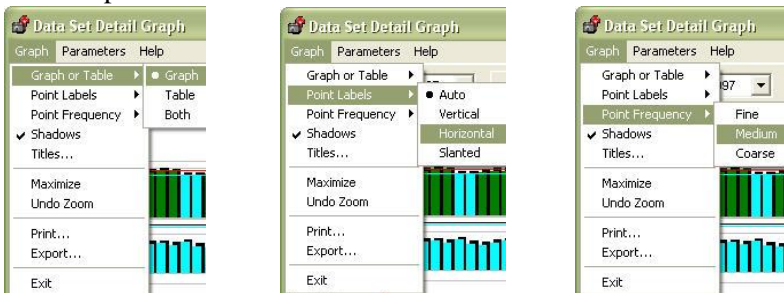 Data Set Detail Graph
Graph Parameters Help
Graph or Table Graph
Point Labels Table
Point Frequency Both
Shadows
Titles...
Maximize
Undo Zoom
Print...
Export...
Exit
Data Set Detail Graph
Graph Parameters Help
Graph or Table
Point Labels Auto
Point Frequency Vertical
Shadows Horizontal
Titles... Slanted
Maximize
Undo Zoom
Print...
Export...
Exit
Data Set Detail Graph
Graph Parameters Help
Graph or Table
Point Labels 97
Point Frequency Fine
Shadows Medium
Titles... Coarse
Maximize
Undo Zoom
Print...
Export...
Exit